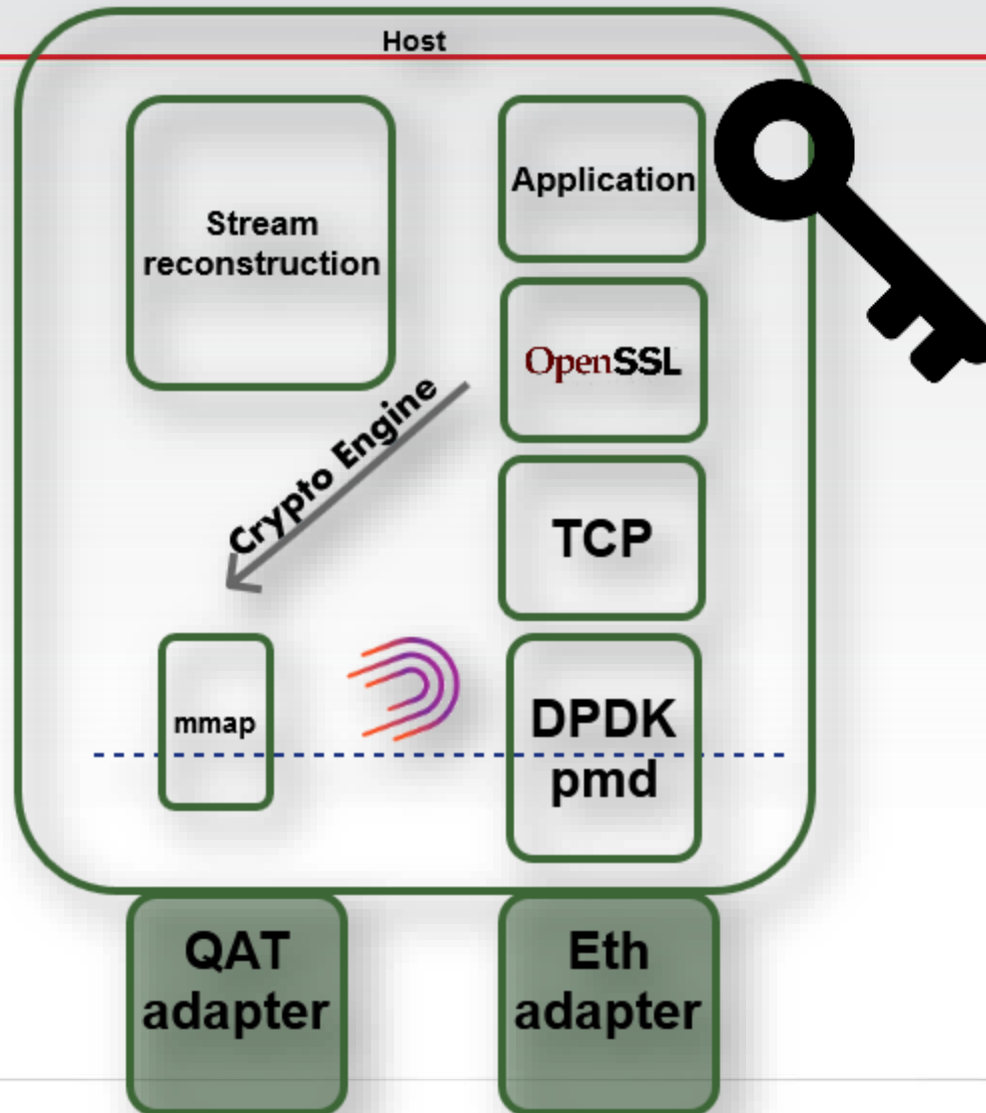 Host
Stream
reconstruction
Application
OpenSSL
Crypto Engine
TCP
mmap
DPDK
pmd
QAT
adapter
Eth
adapter